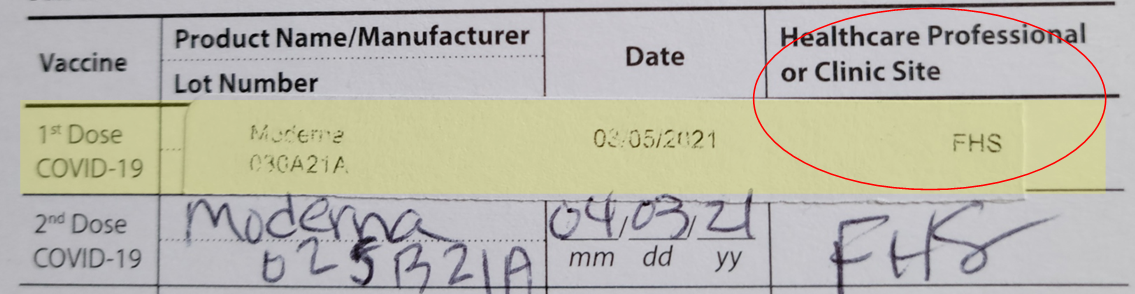 Vaccine
Product Name/Manufacturer
Lot Number
Date
Healthcare Professional
or Clinic Site
1st Dose
COVID-19
Moderna
030A21A
03/05/2021
FHS
2nd Dose
COVID-19
Moderna
025B21A
04/03/21
mm dd yy
FHS